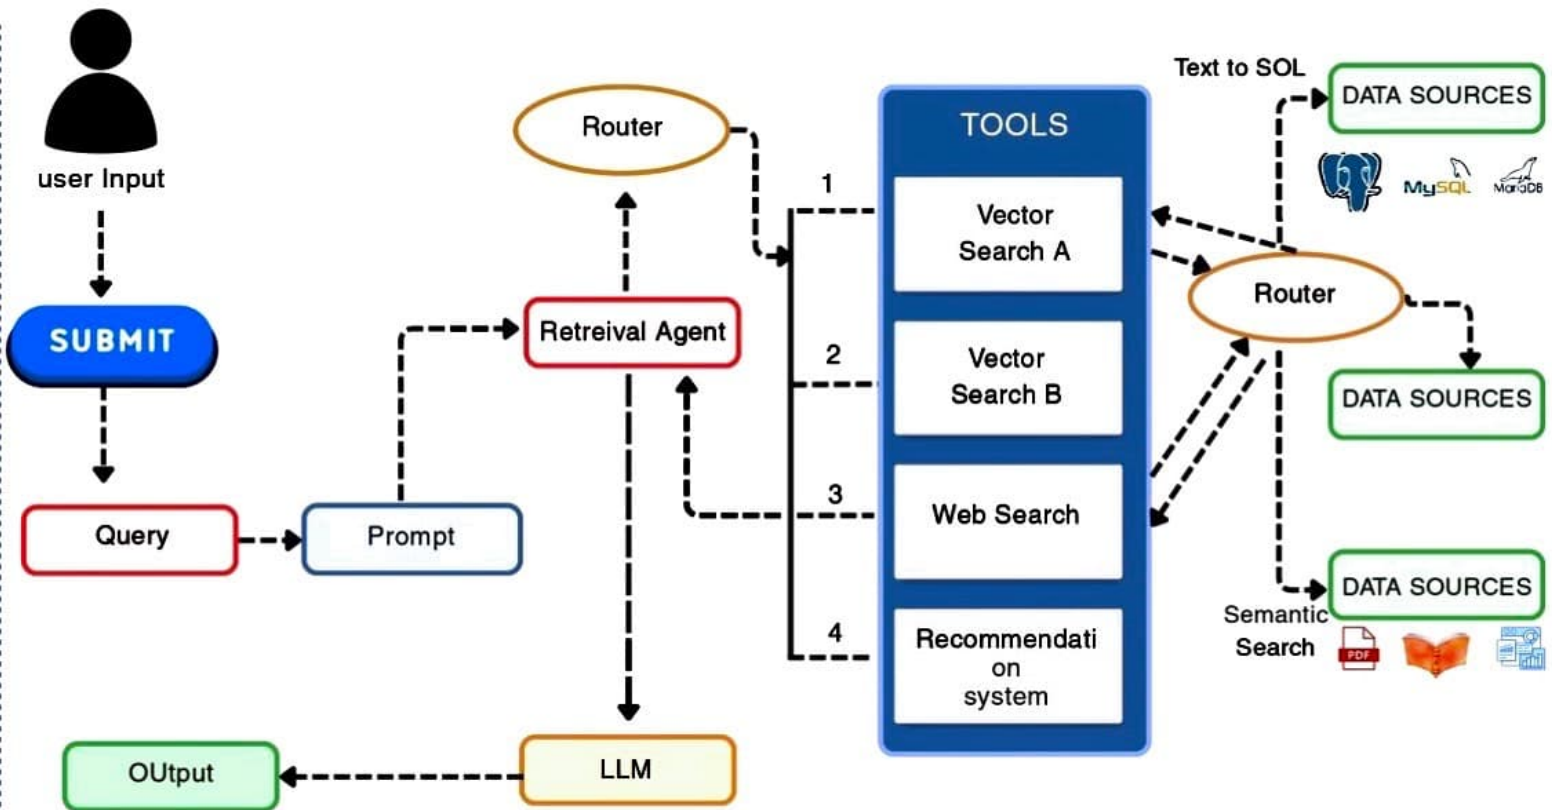 user Input
SUBMIT
Query
Prompt
Router
Retreival Agent
LLM
OUtput
1
2
3
4
TOOLS
Vector
Search A
Vector
Search B
Web Search
Recommendati
on
system
Text to SOL
DATA SOURCES
MySQL
MariaDB
Router
DATA SOURCES
DATA SOURCES
Semantic
Search
PDF